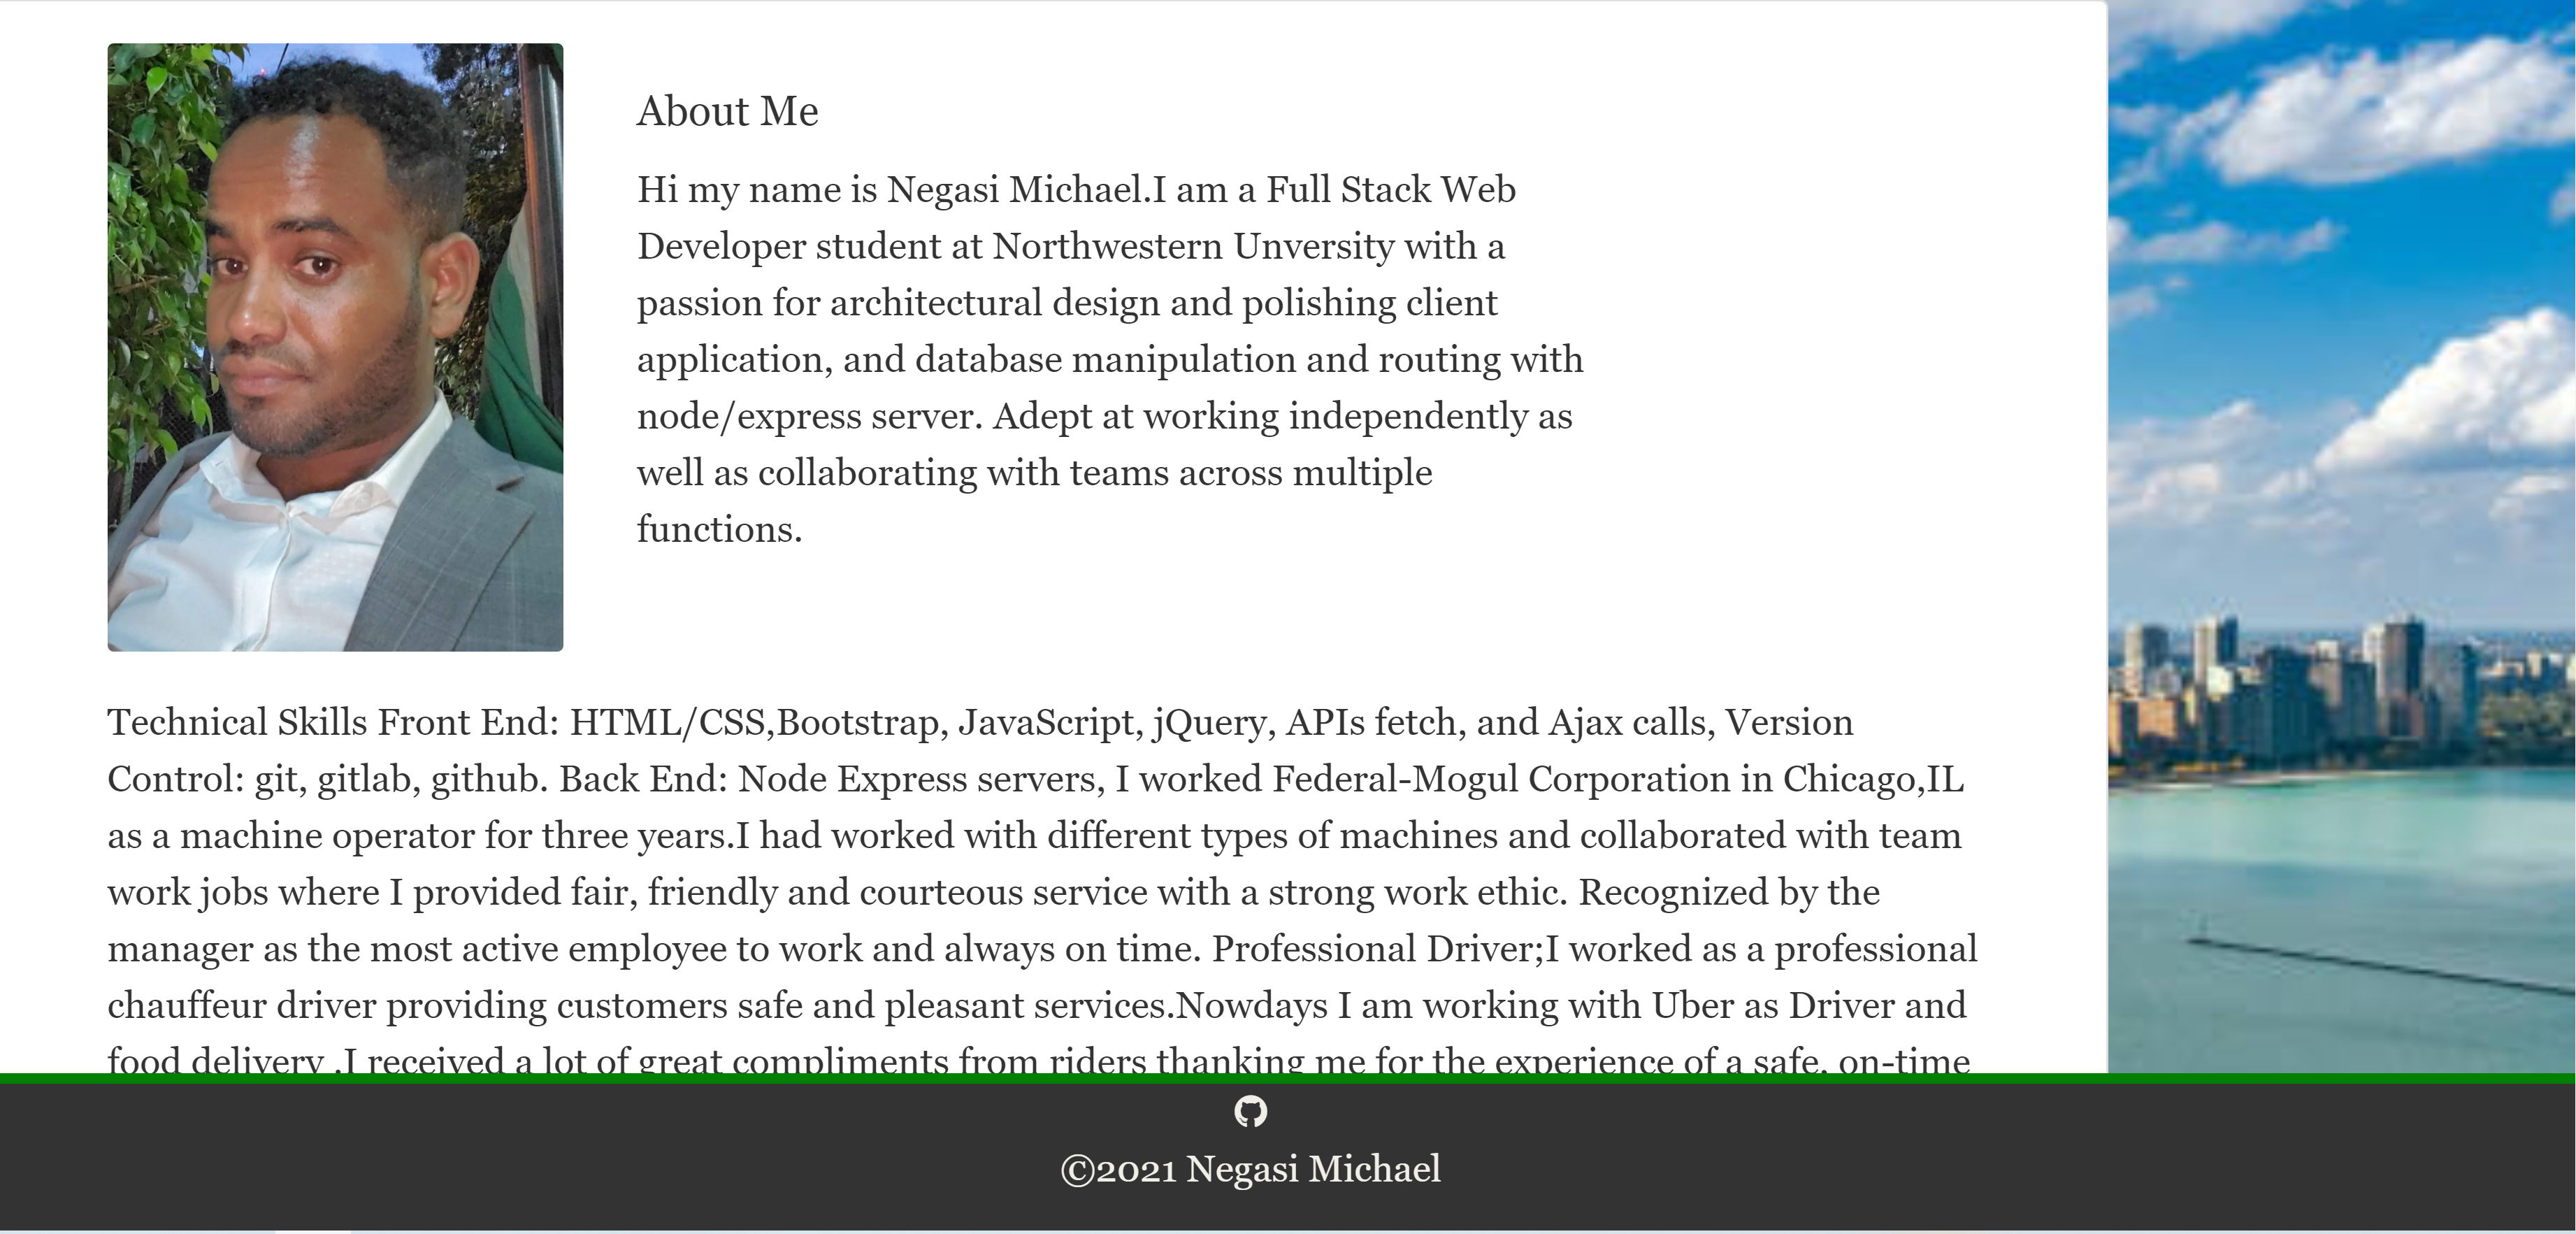 About Me
Hi my name is Negasi Michael.I am a Full Stack Web
Developer student at Northwestern Unversity with a
passion for architectural design and polishing client
application, and database manipulation and routing with
node/express server. Adept at working independently as
well as collaborating with teams across multiple
functions.
Technical Skills Front End: HTML/CSS,Bootstrap, JavaScript, jQuery, APIs fetch, and Ajax calls, Version
Control: git, gitlab, github. Back End: Node Express servers, I worked Federal-Mogul Corporation in Chicago,IL
as a machine operator for three years.I had worked with different types of machines and collaborated with team
work jobs where I provided fair, friendly and courteous service with a strong work ethic. Recognized by the
manager as the most active employee to work and always on time. Professional Driver;I worked as a professional
chauffeur driver providing customers safe and pleasant services.Nowdays I am working with Uber as Driver and
food delivery .I received a lot of great compliments from riders thanking me for the experience of a safe, on-time
©2021 Negasi Michael